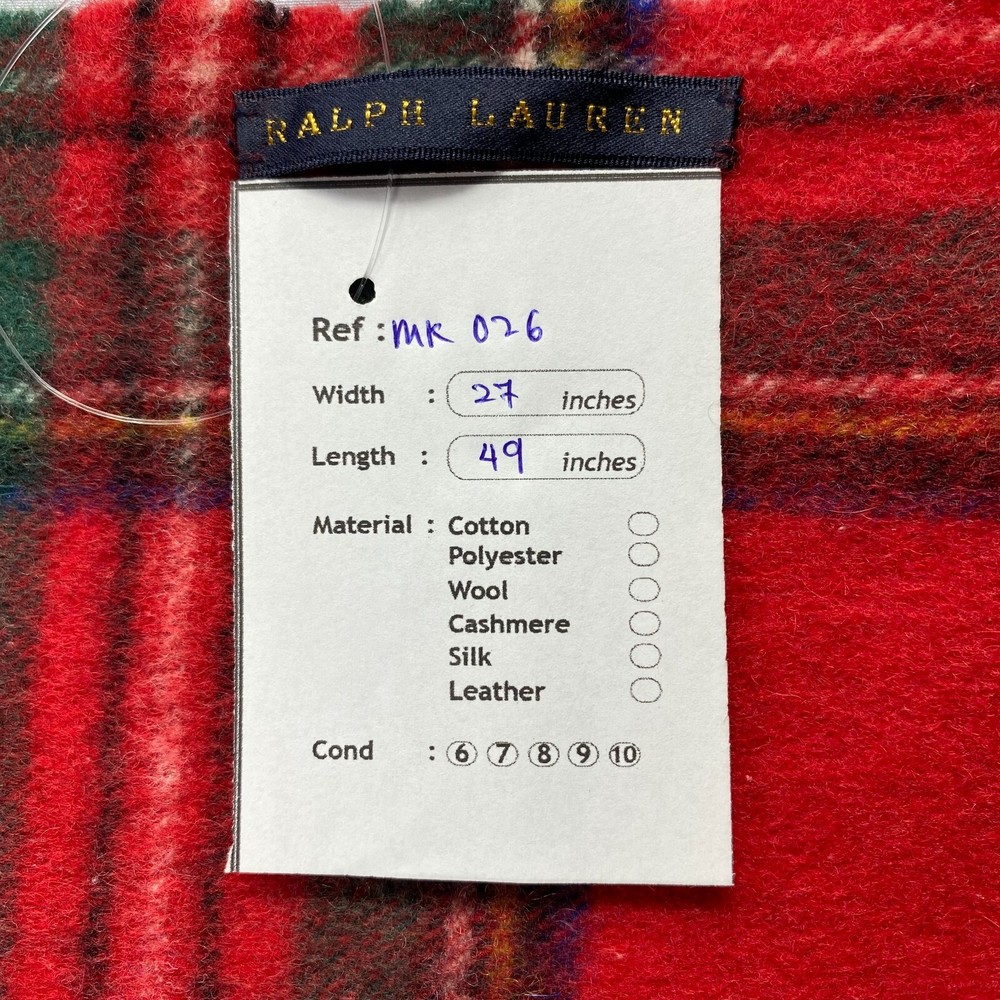 RALPH LAUREN
Ref : MK 026
Width : 27 inches
Length : 49 inches
Material : Cotton
Polyester
Wool
Cashmere
Silk
Leather
Cond : 6 7 8 9 10